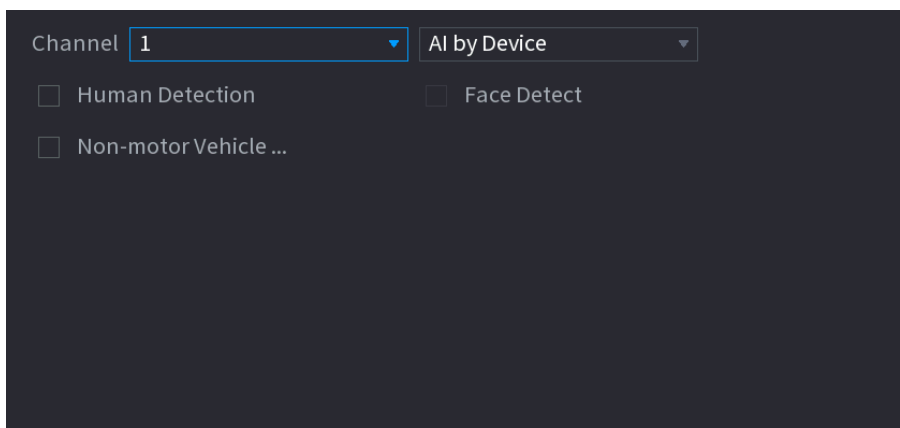 Channel 1 AI by Device
Human Detection Face Detect
Non-motor Vehicle ...